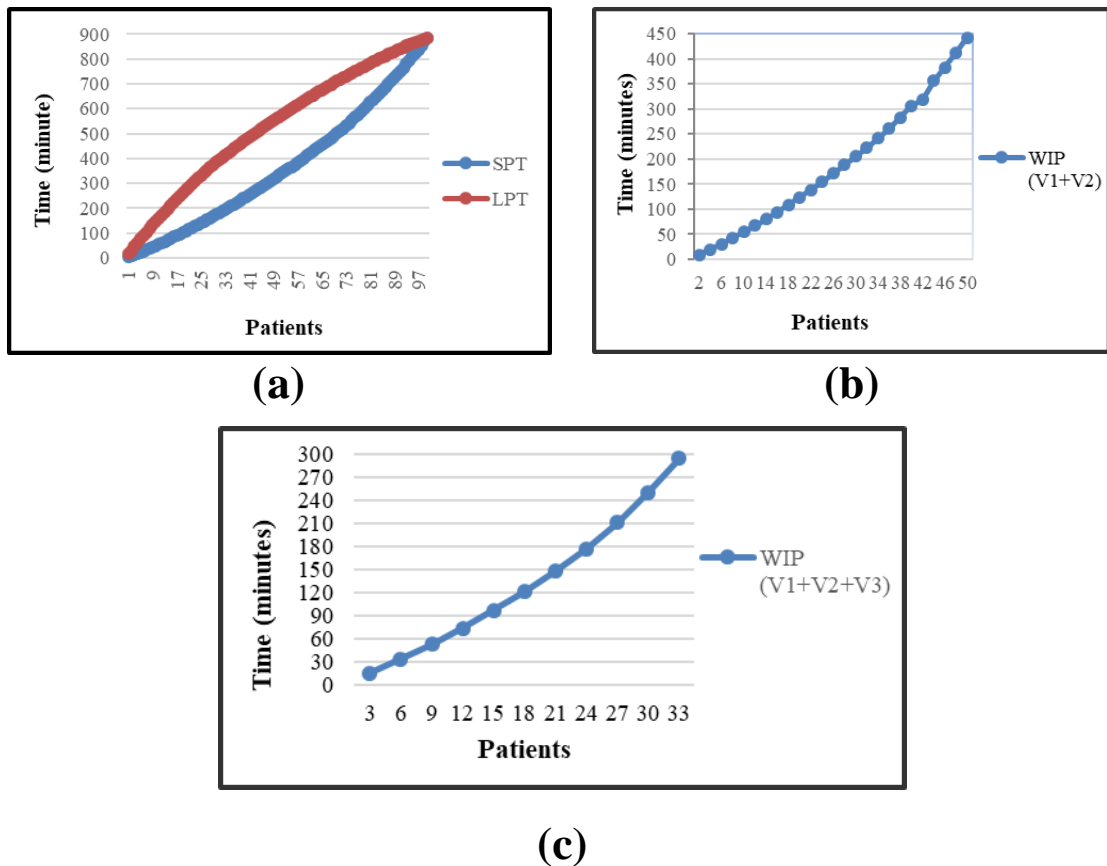 900
800
700
600
500
400
300
200
100
0
Time (minute)
1 9 17 25 33 41 49 57 65 73 81 89 97
Patients
SPT
LPT
(a)
450
400
350
300
250
200
150
100
50
0
Time (minutes)
2 6 10 14 18 22 26 30 34 38 42 46 50
Patients
WIP
(V1+V2)
(b)
300
270
240
210
180
150
120
90
60
30
0
Time (minutes)
3 6 9 12 15 18 21 24 27 30 33
Patients
WIP
(V1+V2+V3)
(c)